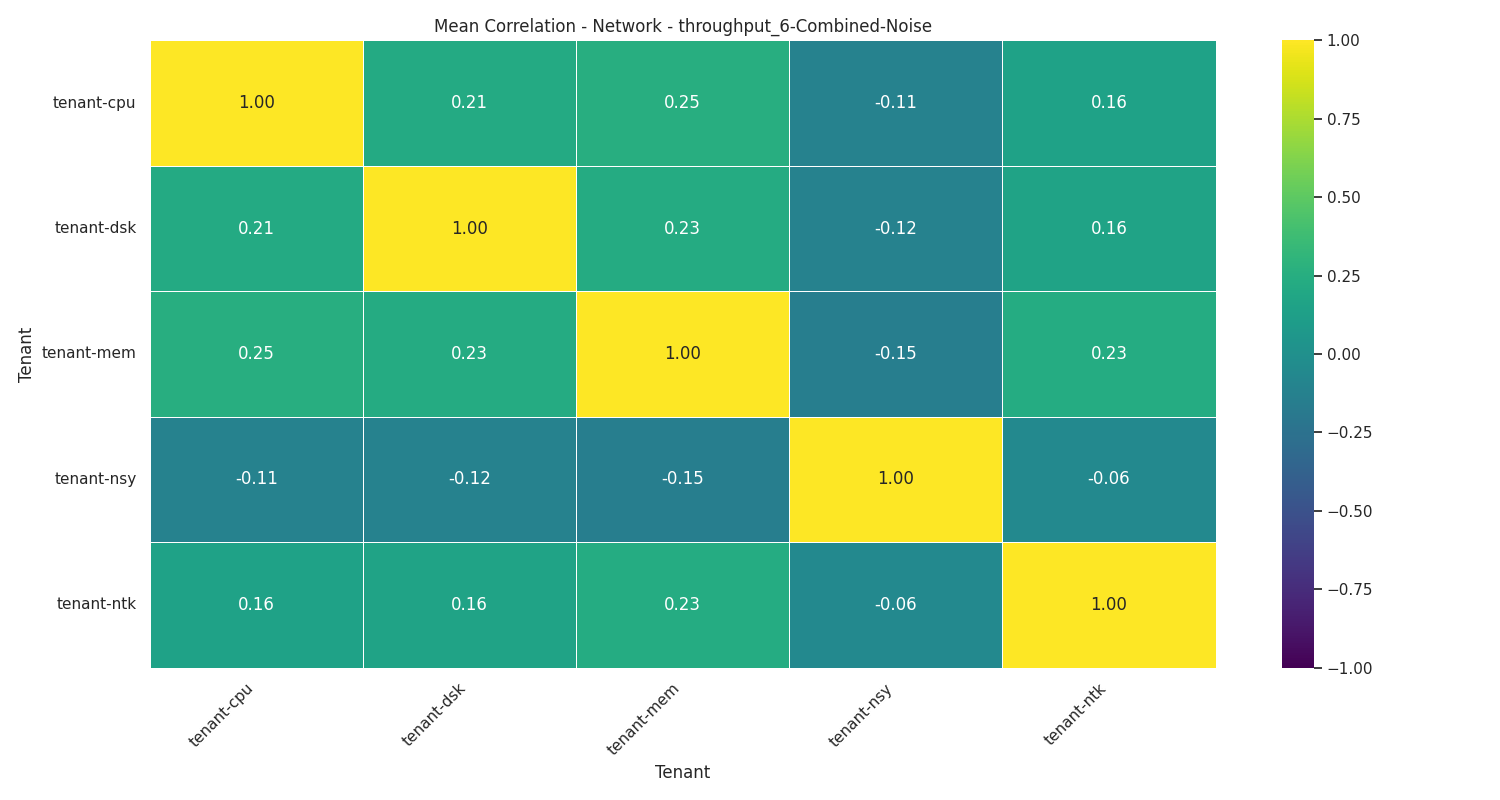 Mean Correlation - Network - throughput_6-Combined-Noise
tenant-cpu 1.00 0.21 0.25 -0.11 0.16
tenant-dsk 0.21 1.00 0.23 -0.12 0.16
tenant-mem 0.25 0.23 1.00 -0.15 0.23
tenant-nsy -0.11 -0.12 -0.15 1.00 -0.06
tenant-ntk 0.16 0.16 0.23 -0.06 1.00
Tenant
tenant-cpu tenant-dsk tenant-mem tenant-nsy tenant-ntk
Tenant
1.00
0.75
0.50
0.25
0.00
−0.25
−0.50
−0.75
−1.00